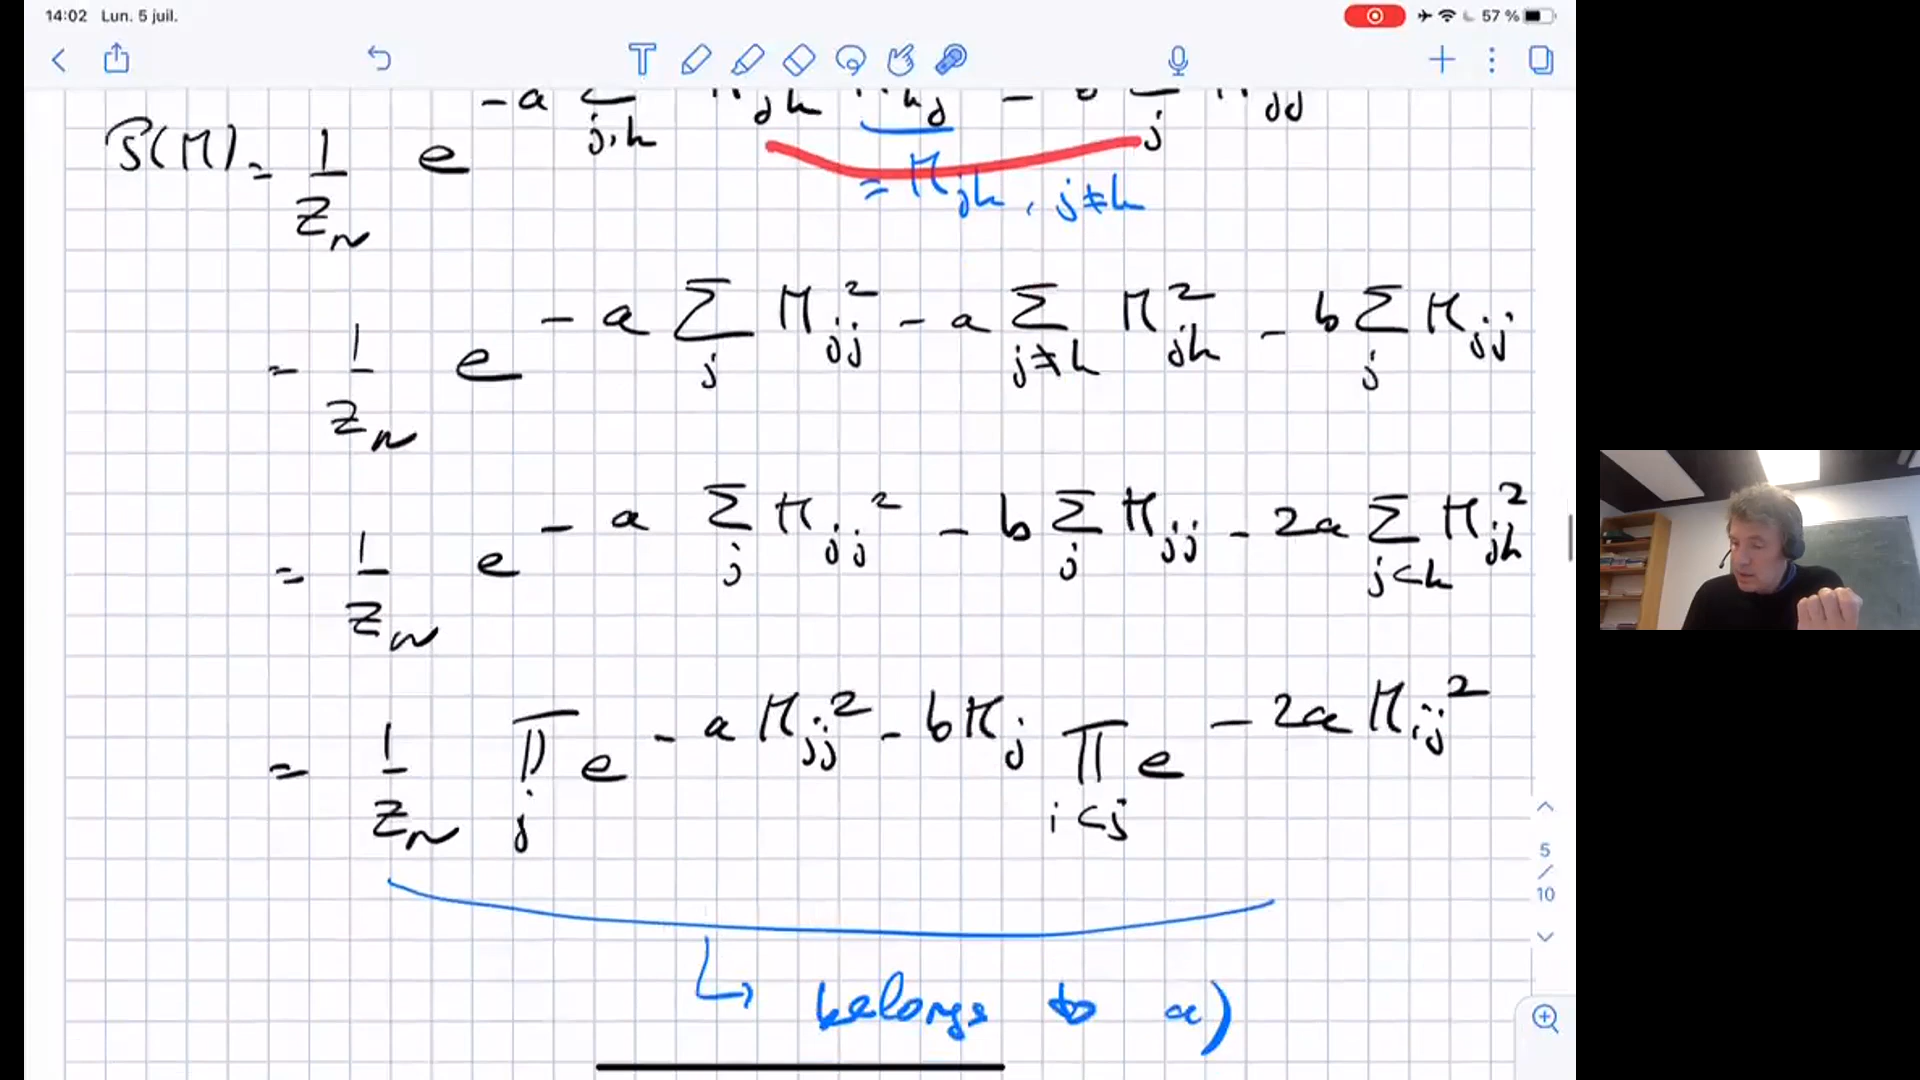 14:02 Lun. 5 juil.
57 %
T
S(M) = 1/Z_N e^{-a Σ_{j,k} M_{jk} M_{kj} - b Σ_j M_{jj}}
= M_{jk}, j≠k
= 1/Z_N e^{-a Σ_j M_{jj}^2 - a Σ_{j≠k} M_{jk}^2 - b Σ_j M_{jj}}
= 1/Z_N e^{-a Σ_j M_{jj}^2 - b Σ_j M_{jj} - 2a Σ_{j<k} M_{jk}^2}
= 1/Z_N Π_j e^{-a M_{jj}^2 - b M_j} Π_{i<j} e^{-2a M_{ij}^2}
5
/
10
↳ belongs to a)